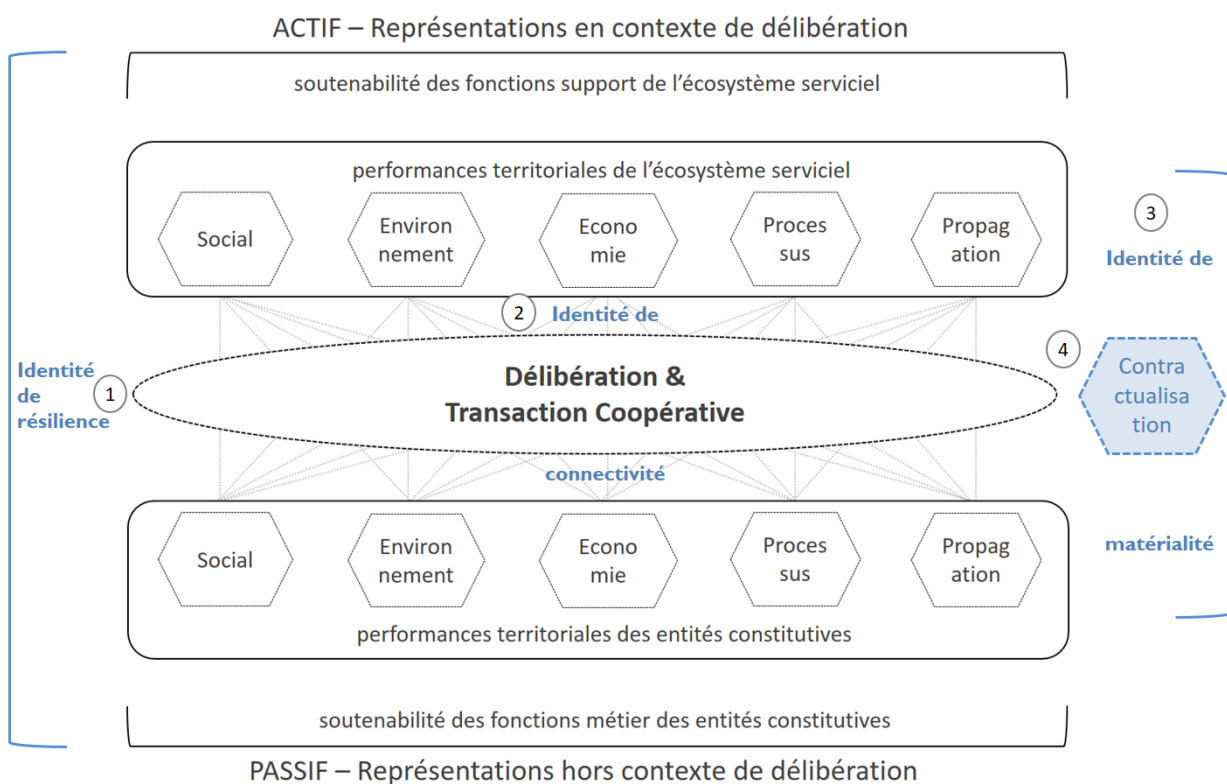 ACTIF – Représentations en contexte de délibération
soutenabilité des fonctions support de l’écosystème serviciel
performances territoriales de l’écosystème serviciel
Social
Environ
nement
Econo
mie
Proces
sus
Propag
ation
3
Identité de
2
Identité de
4
Identité
de
résilience
1
Délibération &
Transaction Coopérative
Contra
ctualisa
tion
connectivité
Social
Environ
nement
Econo
mie
Proces
sus
Propag
ation
matérialité
performances territoriales des entités constitutives
soutenabilité des fonctions métier des entités constitutives
PASSIF – Représentations hors contexte de délibération